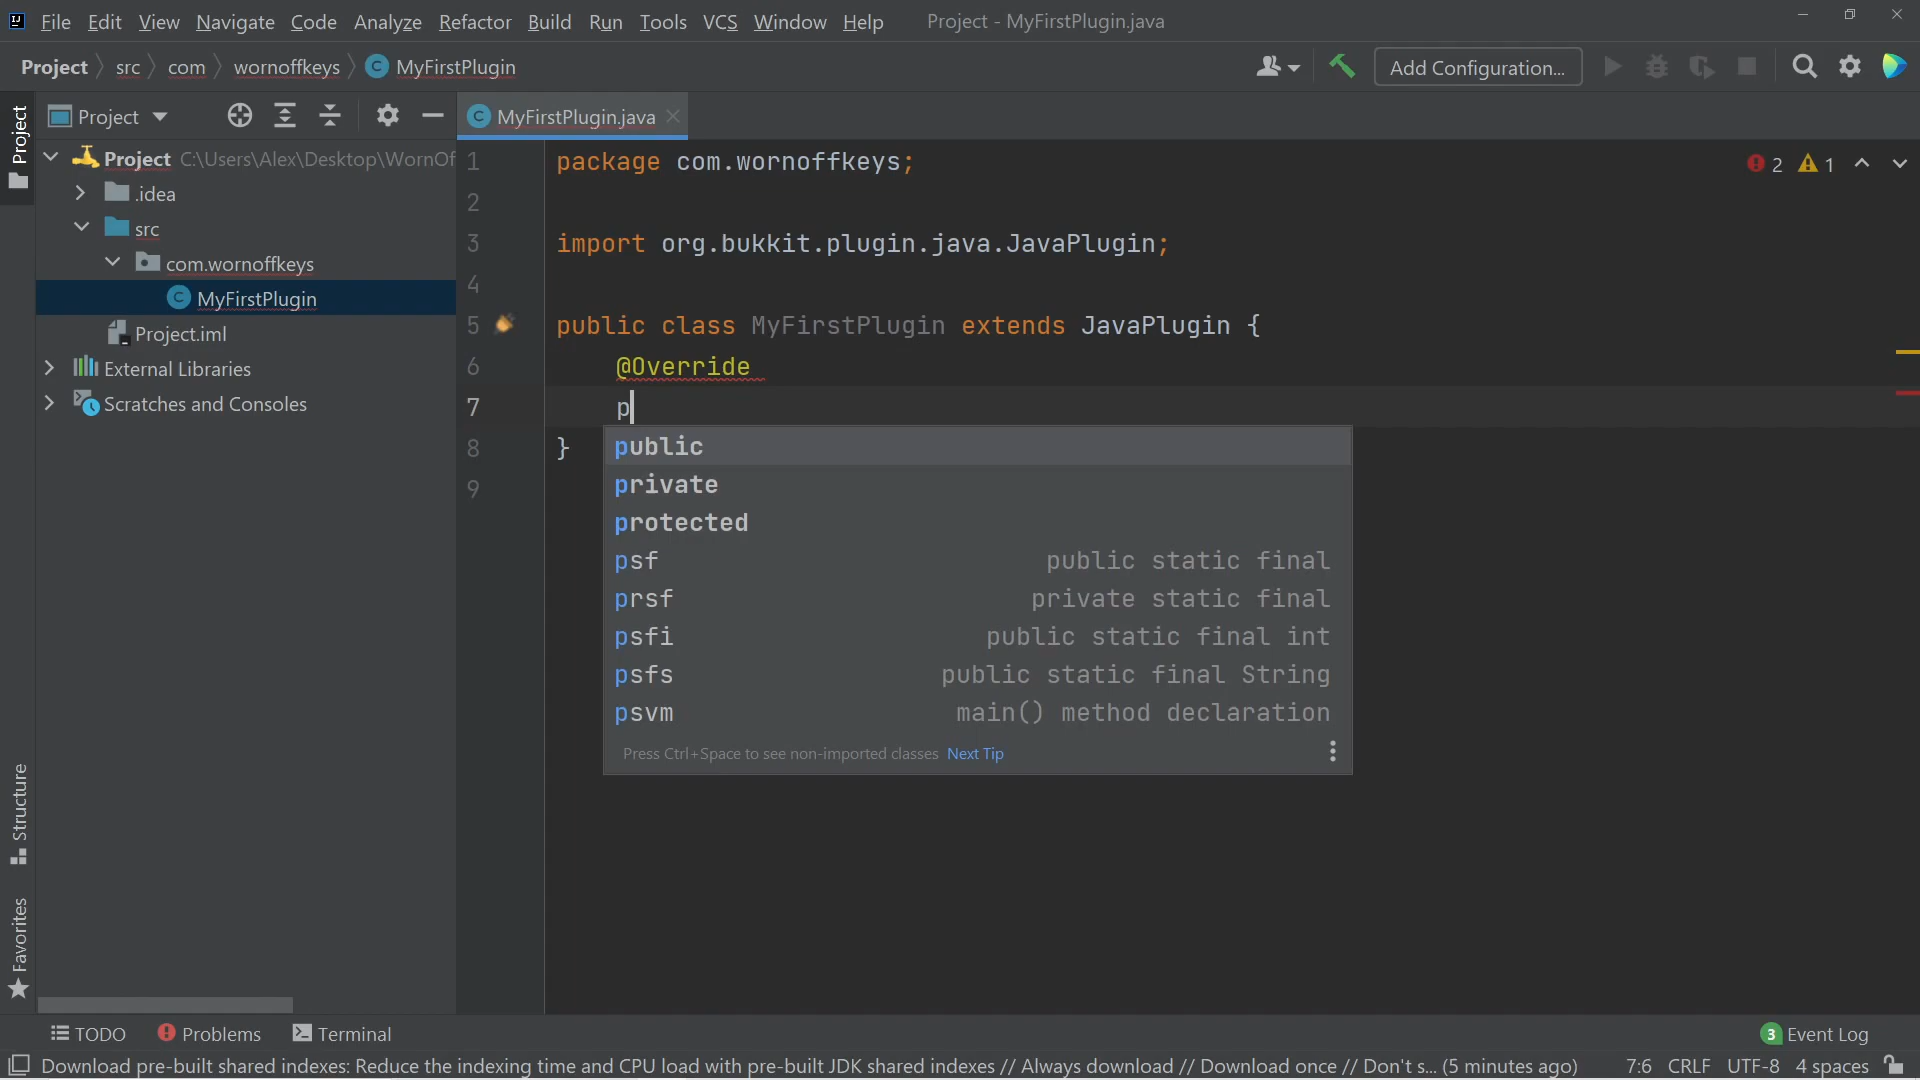 File Edit View Navigate Code Analyze Refactor Build Run Tools VCS Window Help Project - MyFirstPlugin.java
Project src com wornoffkeys C MyFirstPlugin Add Configuration...
Project
Project
Project C:\Users\Alex\Desktop\WornOf
.idea
src
com.wornoffkeys
C MyFirstPlugin
Project.iml
External Libraries
Scratches and Consoles
Structure
Favorites
C MyFirstPlugin.java
2 1
1 package com.wornoffkeys;
2
3 import org.bukkit.plugin.java.JavaPlugin;
4
5 public class MyFirstPlugin extends JavaPlugin {
6 @Override
7 p
8 }
9
public
private
protected
psf public static final
prsf private static final
psfi public static final int
psfs public static final String
psvm main() method declaration
Press Ctrl+Space to see non-imported classes Next Tip
TODO Problems Terminal 3 Event Log
Download pre-built shared indexes: Reduce the indexing time and CPU load with pre-built JDK shared indexes // Always download // Download once // Don't s... (5 minutes ago) 7:6 CRLF UTF-8 4 spaces